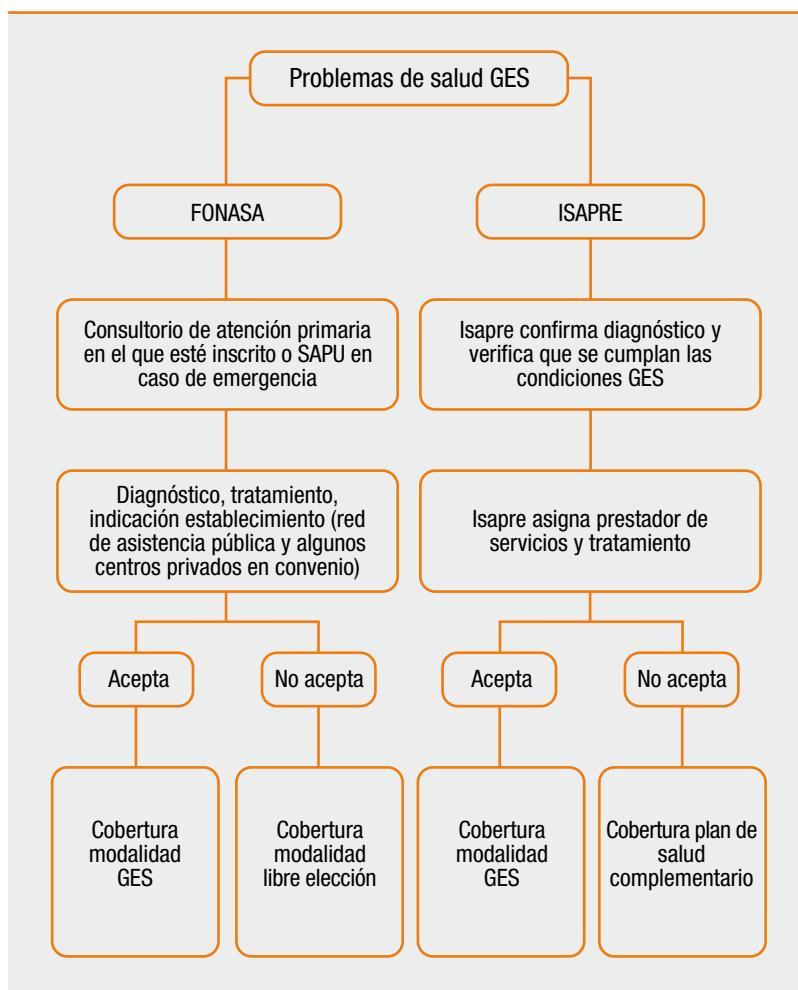 Problemas de salud GES
FONASA
ISAPRE
Consultorio de atención primaria
en el que esté inscrito o SAPU en
caso de emergencia
Isapre confirma diagnóstico y
verifica que se cumplan las
condiciones GES
Diagnóstico, tratamiento,
indicación establecimiento (red
de asistencia pública y algunos
centros privados en convenio)
Isapre asigna prestador de
servicios y tratamiento
Acepta
No acepta
Acepta
No acepta
Cobertura
modalidad
GES
Cobertura
modalidad
libre elección
Cobertura
modalidad
GES
Cobertura plan de
salud
complementario